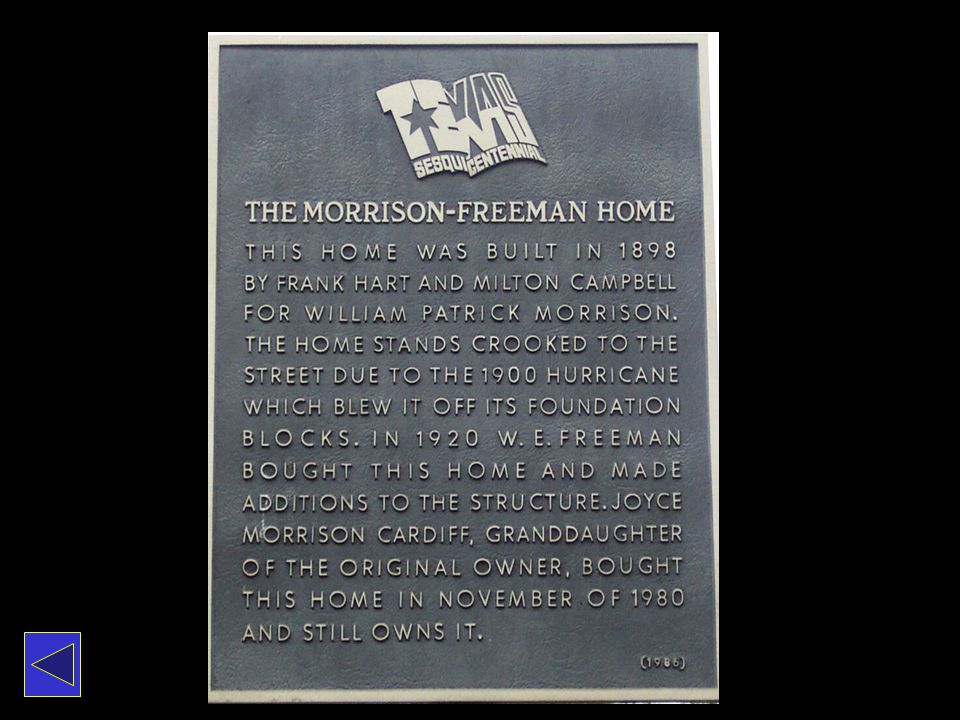 TEXAS
SESQUICENTENNIAL
THE MORRISON-FREEMAN HOME
THIS HOME WAS BUILT IN 1898
BY FRANK HART AND MILTON CAMPBELL
FOR WILLIAM PATRICK MORRISON.
THE HOME STANDS CROOKED TO THE
STREET DUE TO THE 1900 HURRICANE
WHICH BLEW IT OFF ITS FOUNDATION
BLOCKS. IN 1920 W. E. FREEMAN
BOUGHT THIS HOME AND MADE
ADDITIONS TO THE STRUCTURE. JOYCE
MORRISON CARDIFF, GRANDDAUGHTER
OF THE ORIGINAL OWNER, BOUGHT
THIS HOME IN NOVEMBER OF 1980
AND STILL OWNS IT.
(1986)